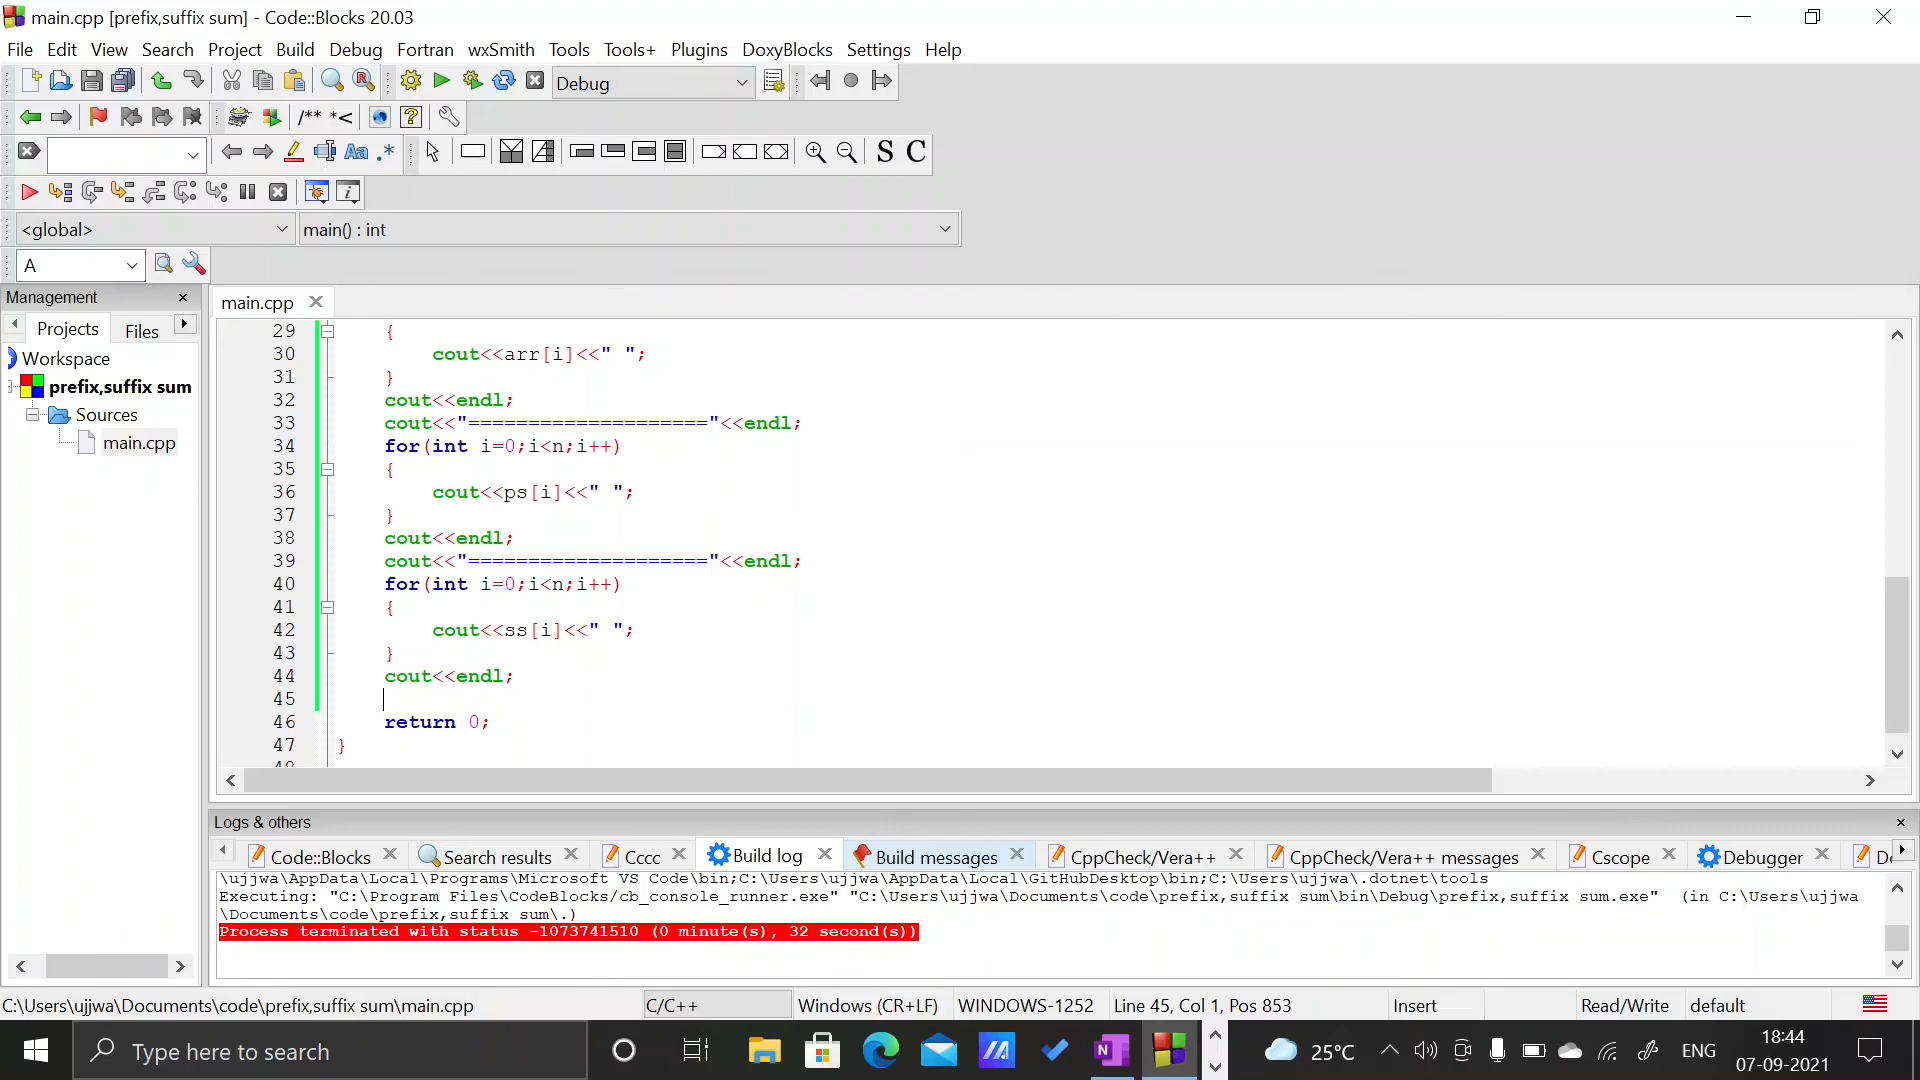 main.cpp [prefix,suffix sum] - Code::Blocks 20.03
File Edit View Search Project Build Debug Fortran wxSmith Tools Tools+ Plugins DoxyBlocks Settings Help
Debug
/** *<
Aa .* S C
<global> main() : int
A
Management
main.cpp
Projects Files
Workspace
prefix,suffix sum
Sources
main.cpp
29 {
30 cout<<arr[i]<<" ";
31 }
32 cout<<endl;
33 cout<<"===================="<<endl;
34 for(int i=0;i<n;i++)
35 {
36 cout<<ps[i]<<" ";
37 }
38 cout<<endl;
39 cout<<"===================="<<endl;
40 for(int i=0;i<n;i++)
41 {
42 cout<<ss[i]<<" ";
43 }
44 cout<<endl;
45
46 return 0;
47 }
48
Logs & others
Code::Blocks Search results Cccc Build log Build messages CppCheck/Vera++ CppCheck/Vera++ messages Cscope Debugger
\ujjwa\AppData\Local\Programs\Microsoft VS Code\bin;C:\Users\ujjwa\AppData\Local\GitHubDesktop\bin;C:\Users\ujjwa\.dotnet\tools
Executing: "C:\Program Files\CodeBlocks/cb_console_runner.exe" "C:\Users\ujjwa\Documents\code\prefix,suffix sum\bin\Debug\prefix,suffix sum.exe" (in C:\Users\ujjwa
\Documents\code\prefix,suffix sum\.)
Process terminated with status -1073741510 (0 minute(s), 32 second(s))
C:\Users\ujjwa\Documents\code\prefix,suffix sum\main.cpp C/C++ Windows (CR+LF) WINDOWS-1252 Line 45, Col 1, Pos 853 Insert Read/Write default
Type here to search
25°C
ENG
18:44
07-09-2021